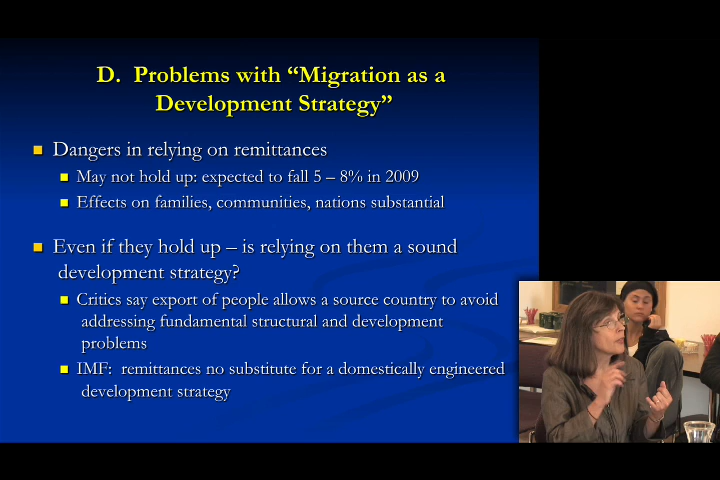 D.  Problems with “Migration as a
Development Strategy”
Dangers in relying on remittances
May not hold up: expected to fall 5 – 8% in 2009
Effects on families, communities, nations substantial
Even if they hold up – is relying on them a sound
development strategy?
Critics say export of people allows a source country to avoid
addressing fundamental structural and development
problems
IMF:  remittances no substitute for a domestically engineered
development strategy